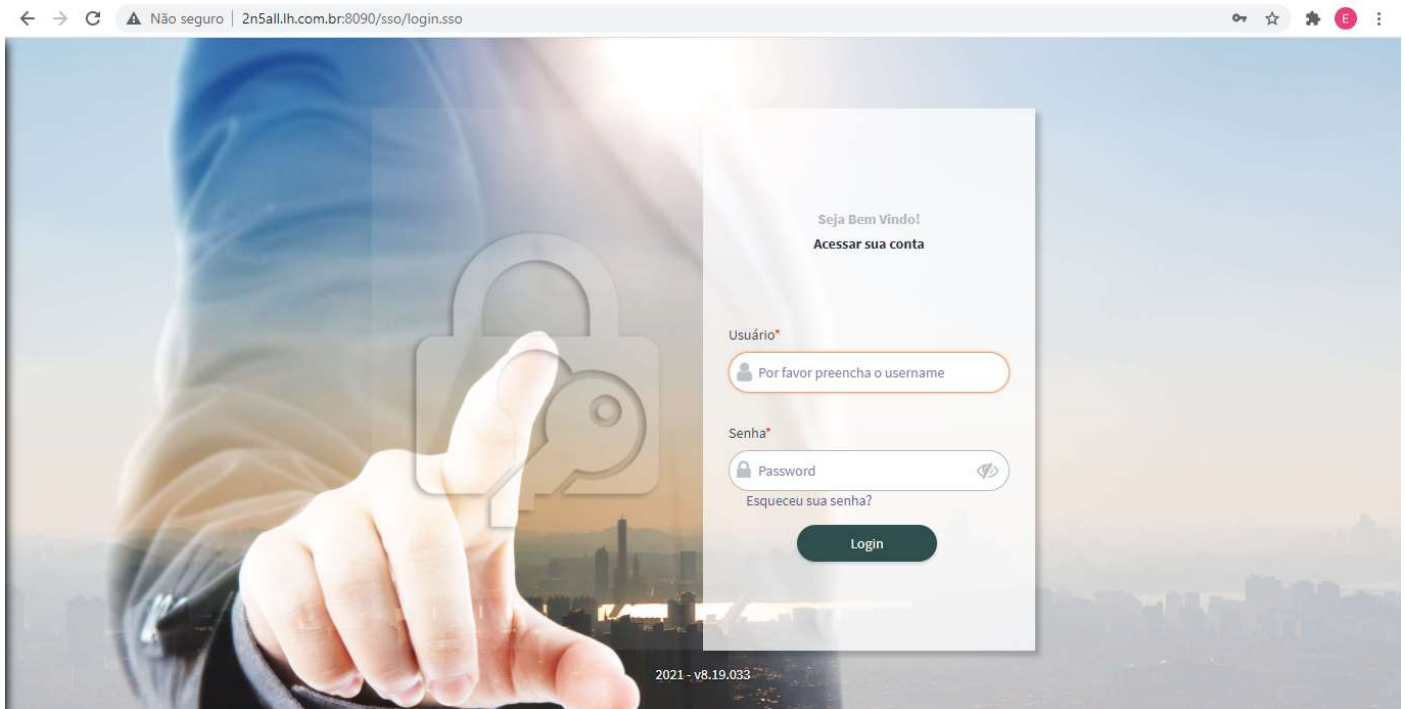 Não seguro | 2n5all.lh.com.br:8090/sso/login.sso
E
Seja Bem Vindo!
Acessar sua conta
Usuário*
Por favor preencha o username
Senha*
Password
Esqueceu sua senha?
Login
2021 - v8.19.033